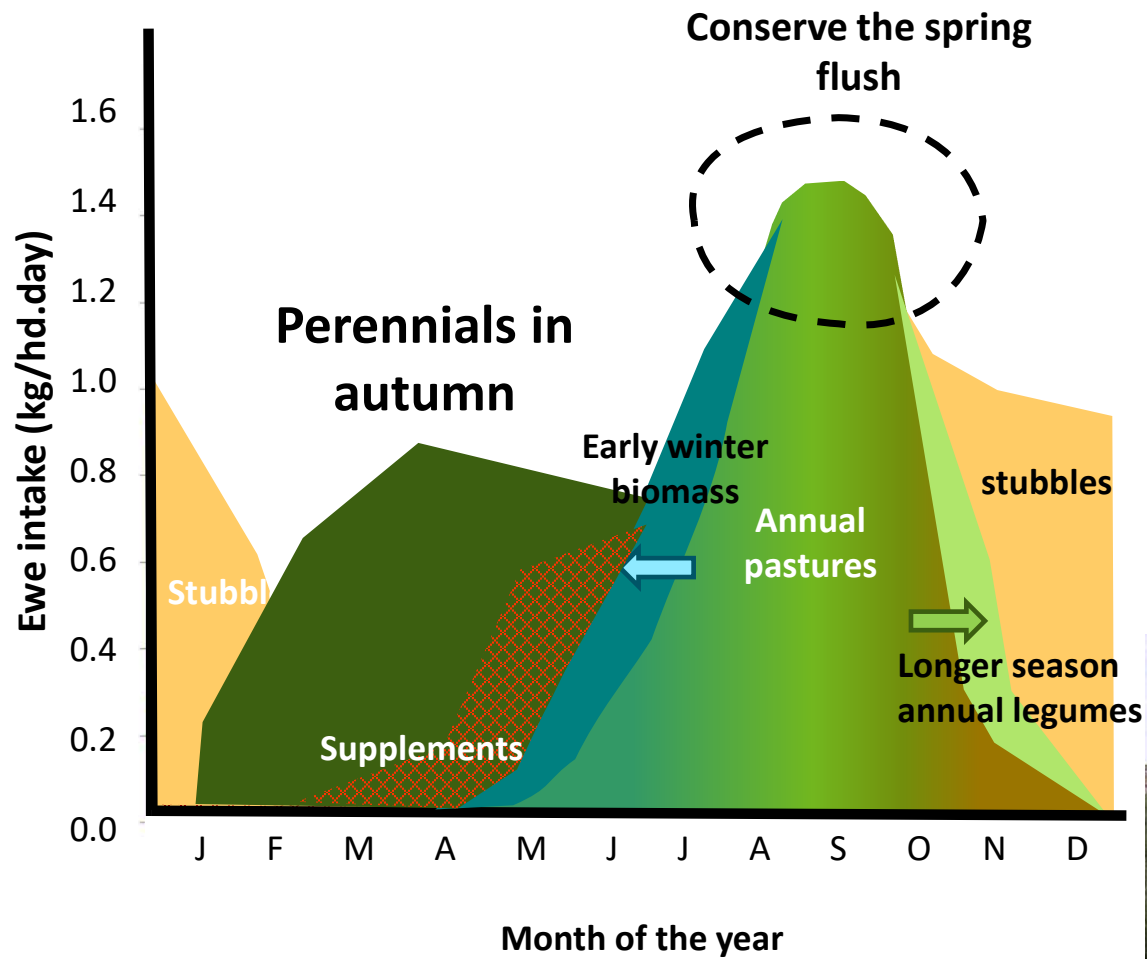 Conserve the spring
flush
Ewe intake (kg/hd.day)
1.6
1.4
1.2
1.0
0.8
0.6
0.4
0.2
0.0
Perennials in
autumn
Early winter
biomass
Annual
pastures
stubbles
Stubbl
Longer season
annual legumes
Supplements
J F M A M J J A S O N D
Month of the year